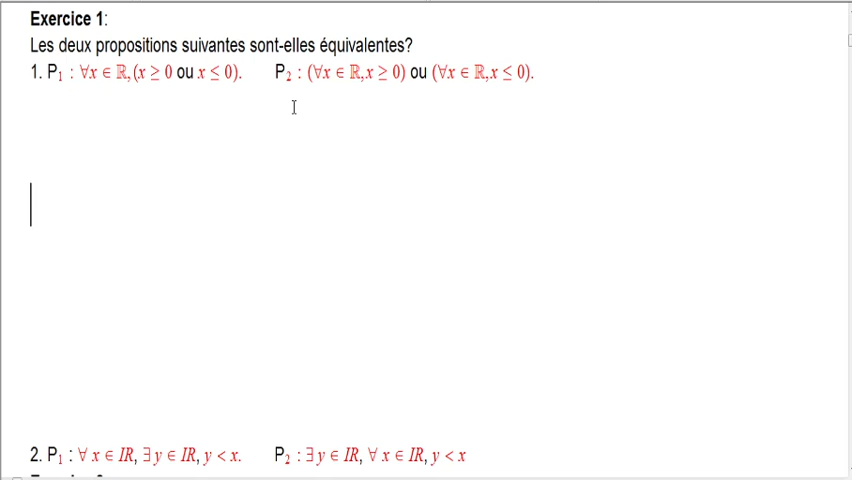 Exercice 1:
Les deux propositions suivantes sont-elles équivalentes?
1. P₁ : ∀x ∈ ℝ, (x ≥ 0 ou x ≤ 0). P₂ : (∀x ∈ ℝ, x ≥ 0) ou (∀x ∈ ℝ, x ≤ 0).
2. P₁ : ∀ x ∈ IR, ∃ y ∈ IR, y < x. P₂ : ∃ y ∈ IR, ∀ x ∈ IR, y < x